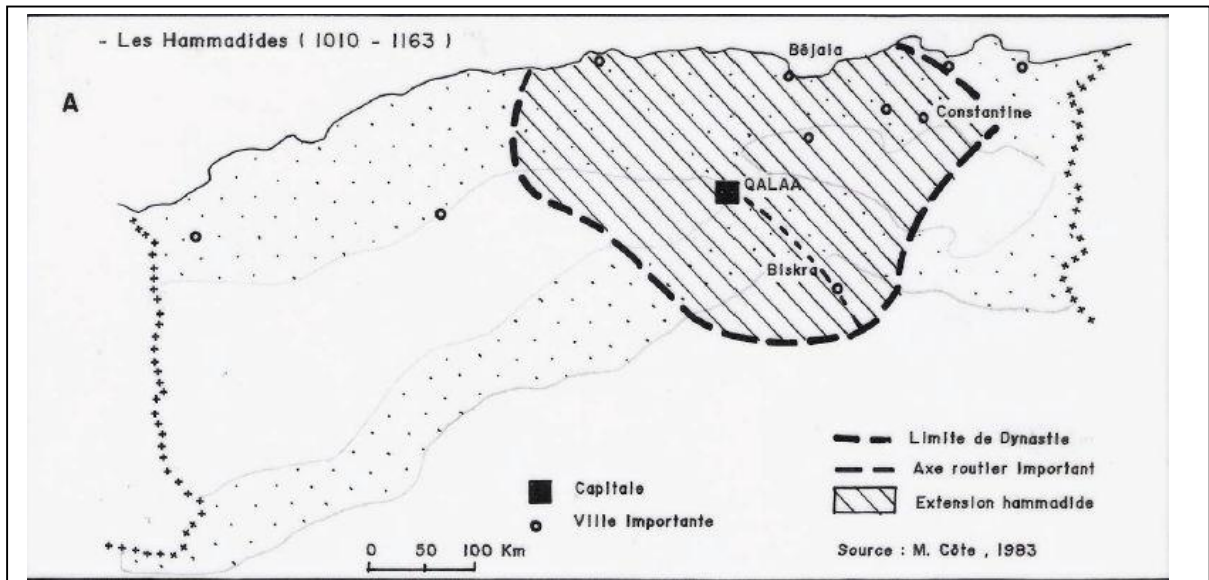 - Les Hammadides ( 1010 - 1163 )
A
Béjaia
Constantine
QALAA
Biskra
Limite de Dynastie
Axe routier important
Extension hammadide
Capitale
Ville importante
0 50 100 Km
Source : M. Côte , 1983